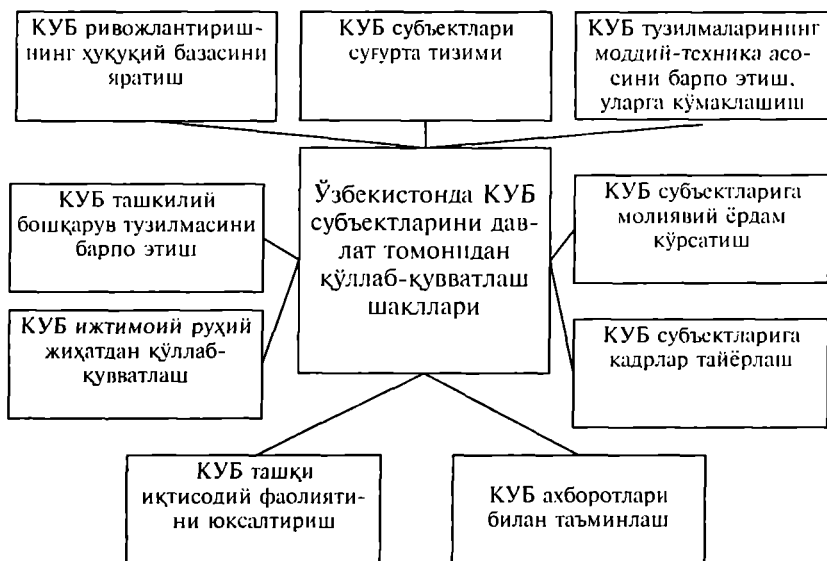 КУБ ривожлантириш-
нинг ҳуқуқий базасини
яратиш
КУБ субъектлари
суғурта тизими
КУБ тузилмаларининг
моддий-техника асо-
сини барпо этиш,
уларга кўмаклашиш
Ўзбекистонда КУБ
субъектларини дав-
лат томонидан
қўллаб-қувватлаш
шакллари
КУБ ташкилий
бошқарув тузилмасини
барпо этиш
КУБ субъектларига
молиявий ёрдам
кўрсатиш
КУБ ижтимоий руҳий
жиҳатдан қўллаб-
қувватлаш
КУБ субъектларига
кадрлар тайёрлаш
КУБ ташқи
иқтисодий фаолияти-
ни юксалтириш
КУБ ахборотлари
билан таъминлаш